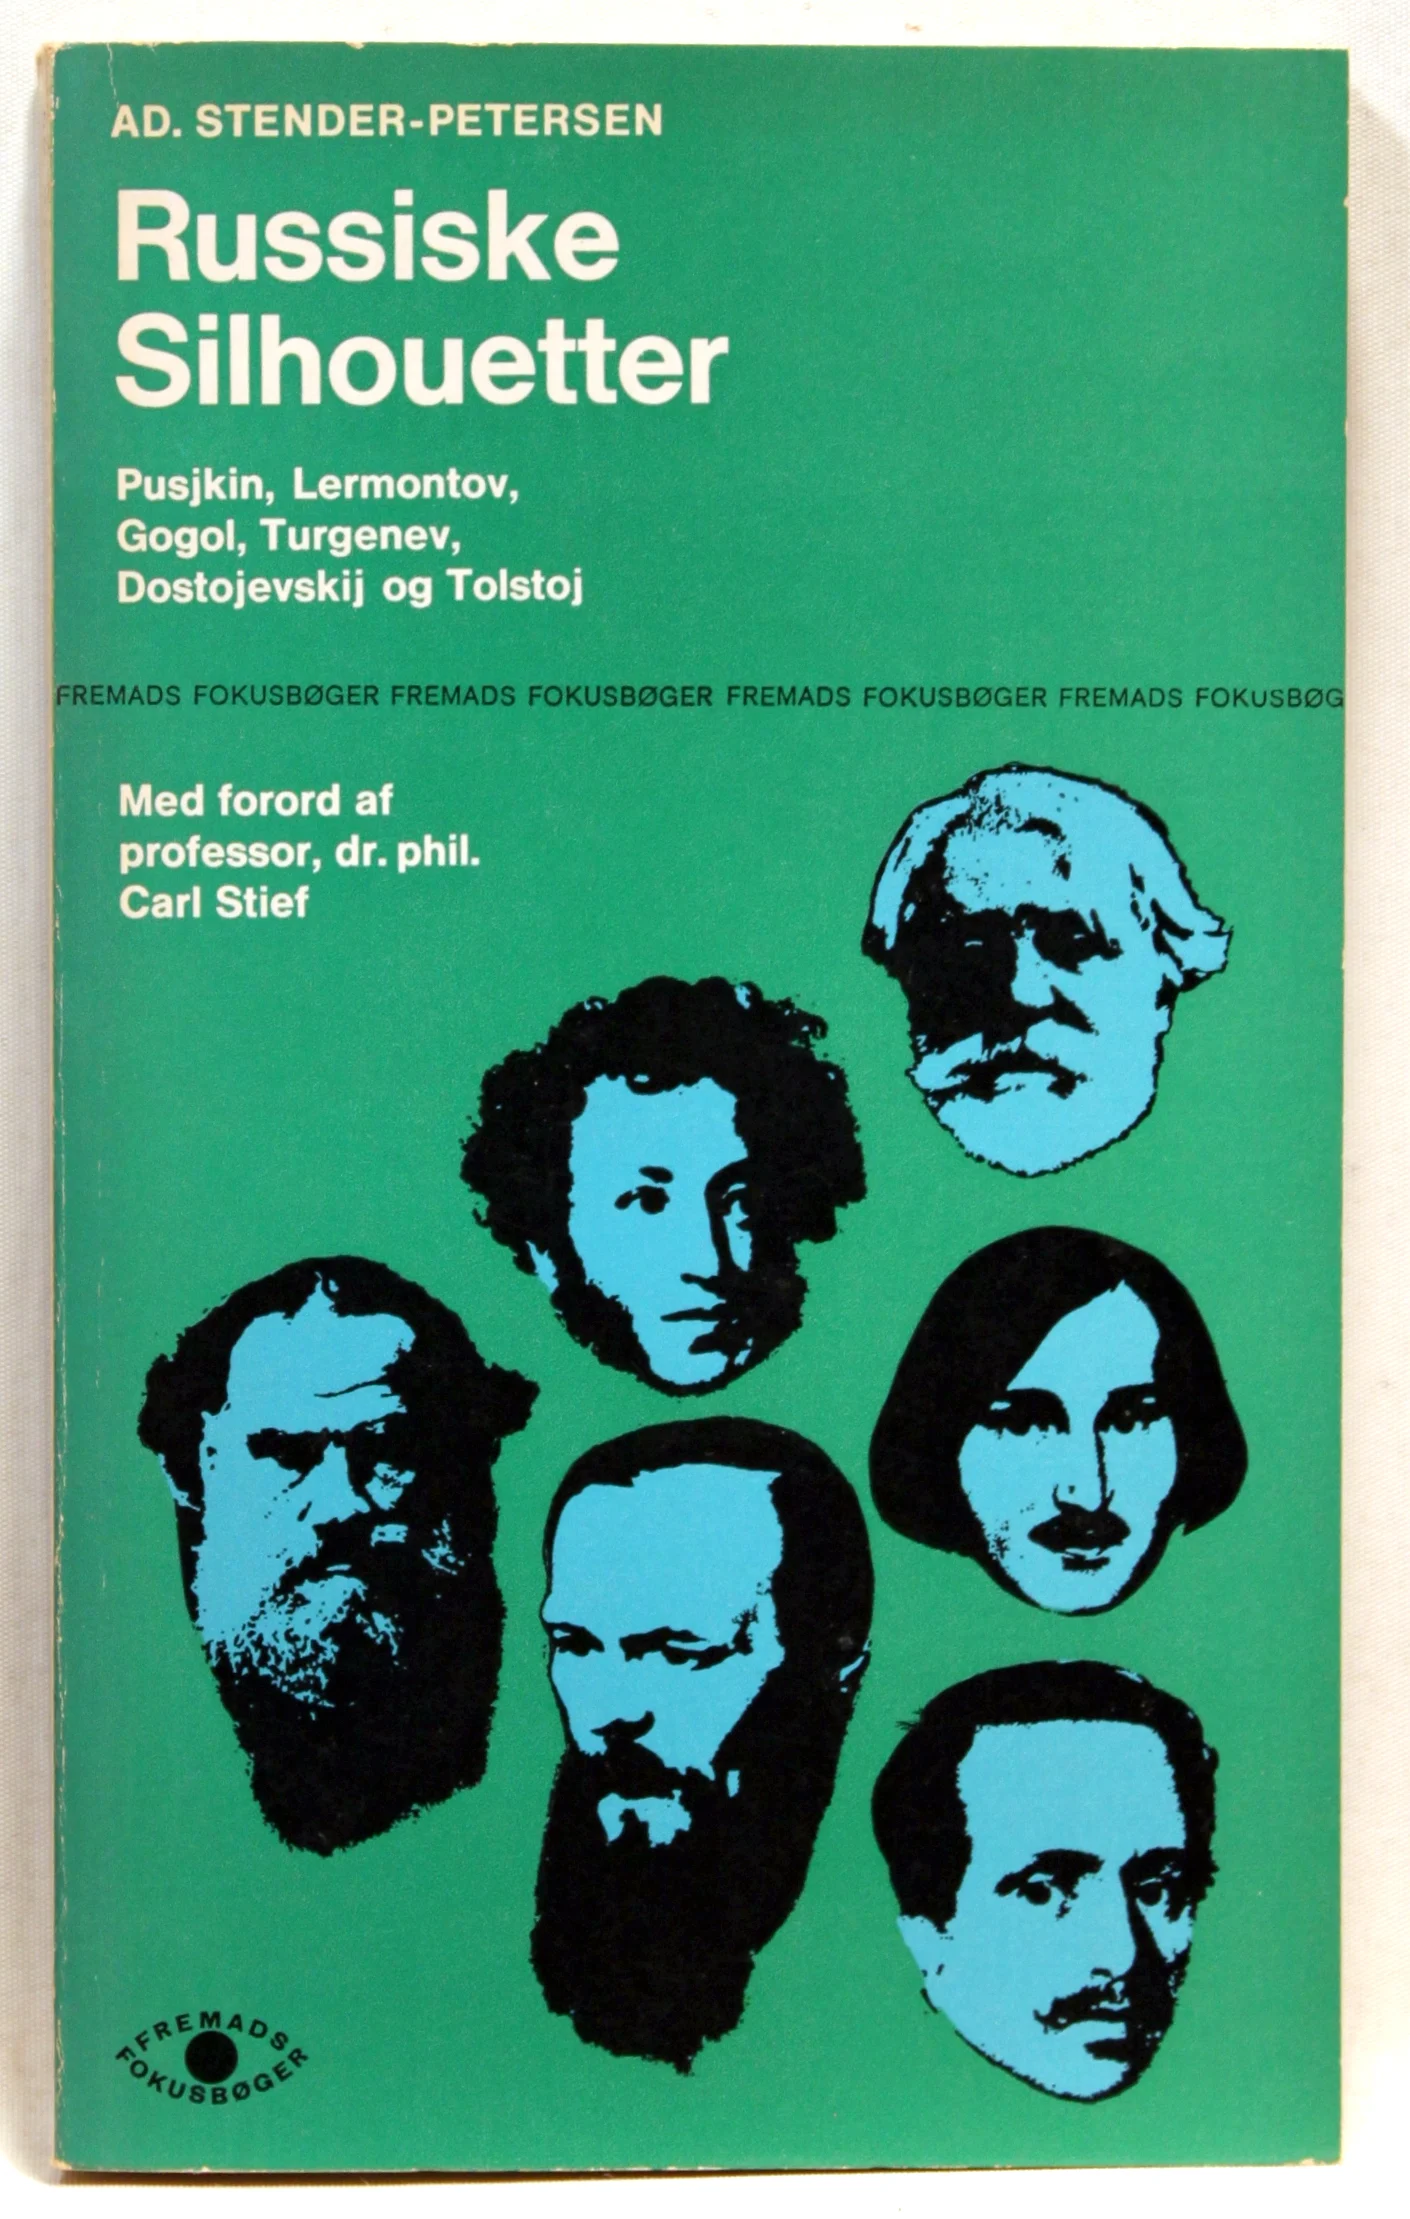 AD. STENDER-PETERSEN
Russiske
Silhouetter
Pusjkin, Lermontov,
Gogol, Turgenev,
Dostojevskij og Tolstoj
FREMADS FOKUSBØGER FREMADS FOKUSBØGER FREMADS FOKUSBØGER FREMADS FOKUSBØG
Med forord af
professor, dr. phil.
Carl Stief
FREMADS
FOKUSBØGER